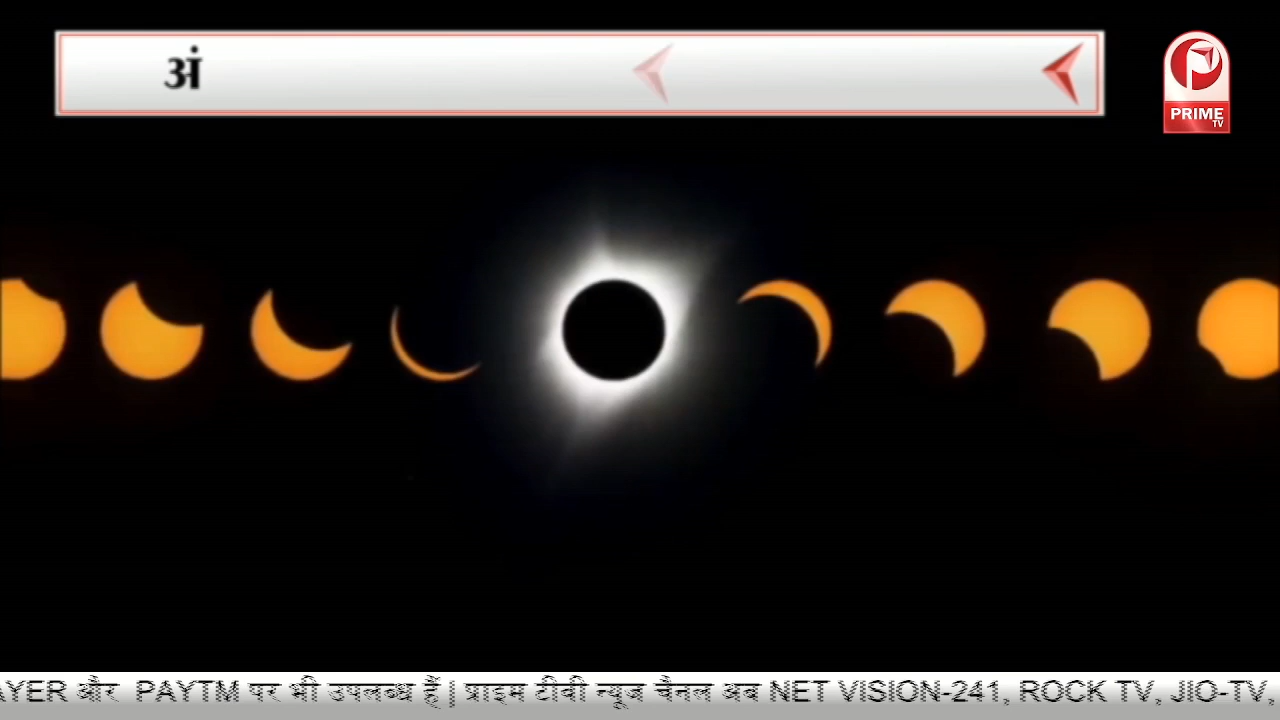 अं
PRIME
TV
AYER और PAYTM पर भी उपलब्ध हैं | प्राइम टीवी न्यूज चैनल अब NET VISION-241, ROCK TV, JIO-TV,